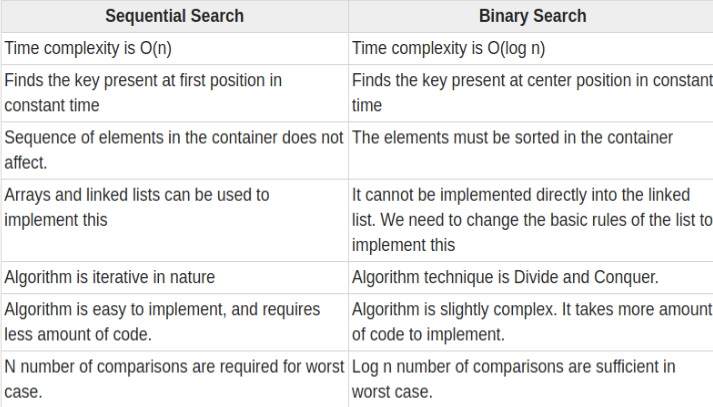 Sequential Search
Binary Search
Time complexity is O(n)
Time complexity is O(log n)
Finds the key present at first position in
constant time
Finds the key present at center position in constant
time
Sequence of elements in the container does not
affect.
The elements must be sorted in the container
Arrays and linked lists can be used to
implement this
It cannot be implemented directly into the linked
list. We need to change the basic rules of the list to
implement this
Algorithm is iterative in nature
Algorithm technique is Divide and Conquer.
Algorithm is easy to implement, and requires
less amount of code.
Algorithm is slightly complex. It takes more amount
of code to implement.
N number of comparisons are required for worst
case.
Log n number of comparisons are sufficient in
worst case.